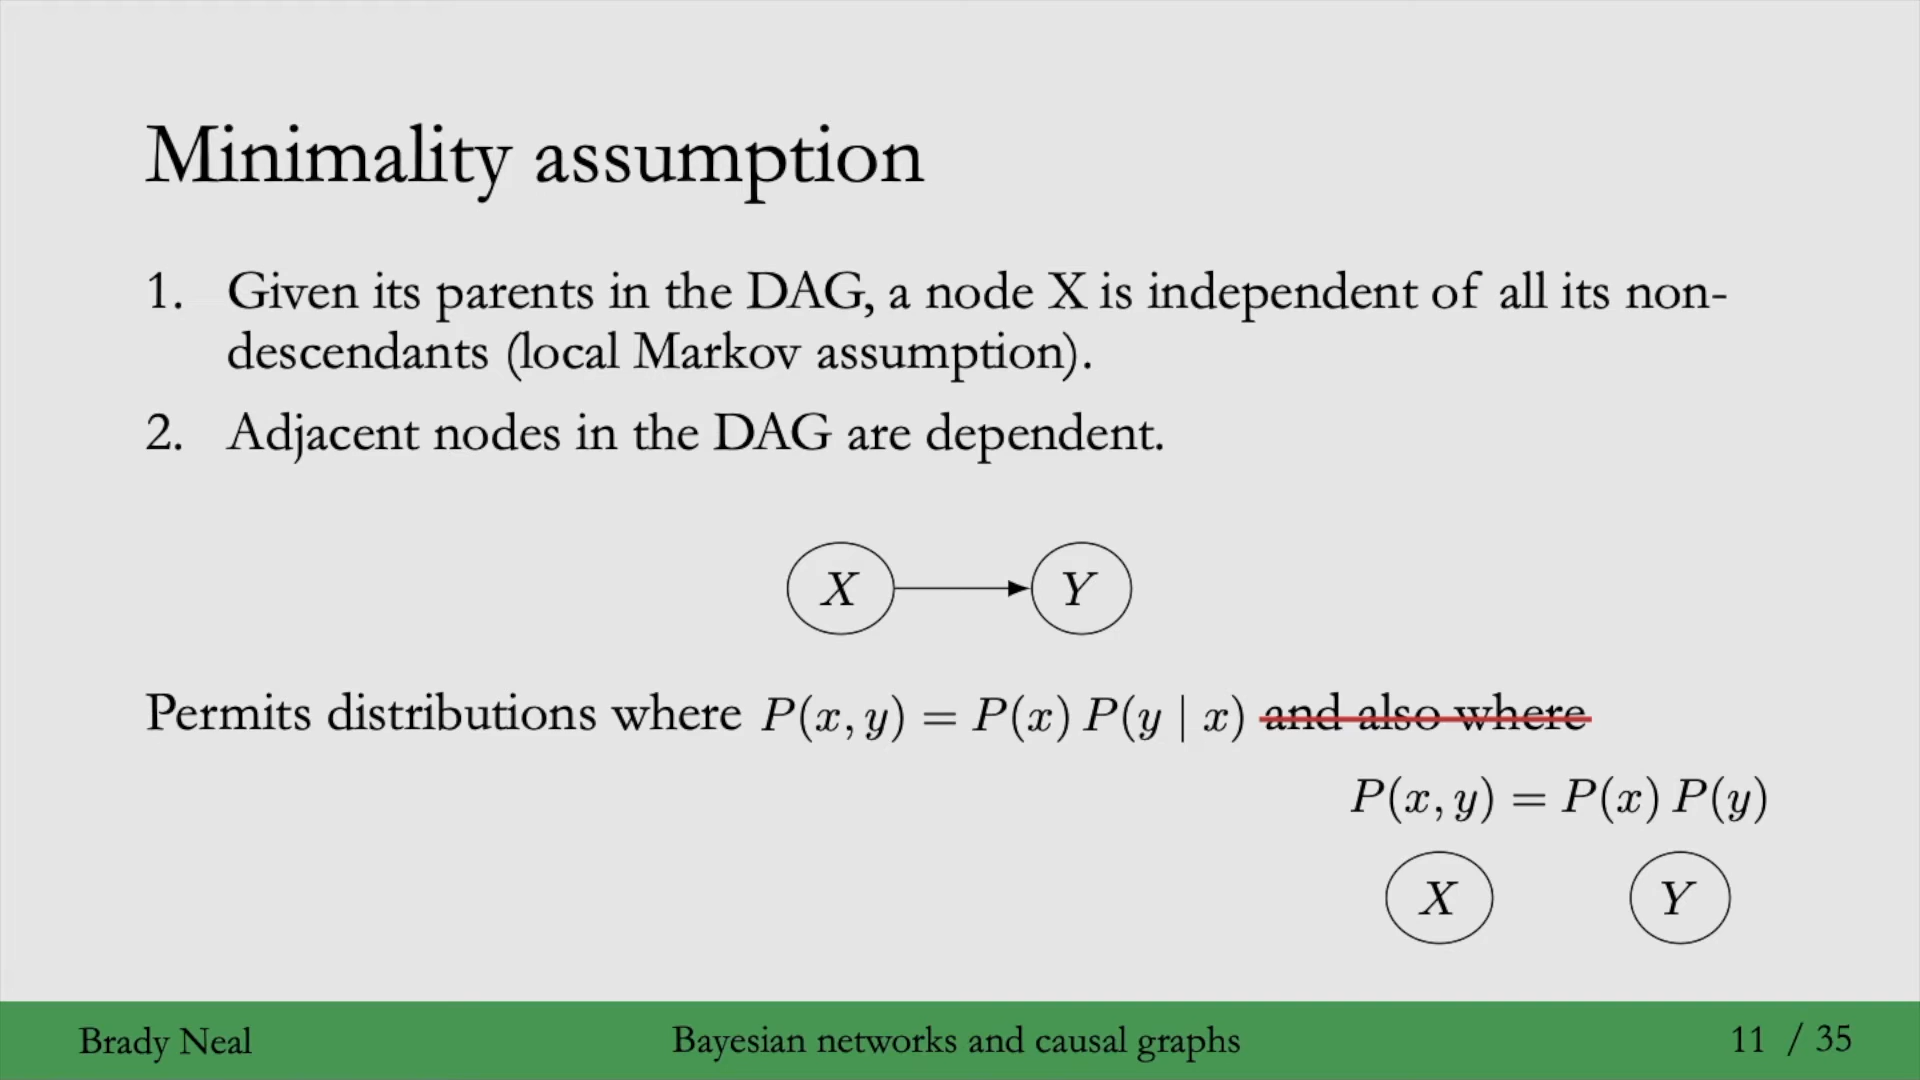 Minimality assumption
1. Given its parents in the DAG, a node X is independent of all its non-
descendants (local Markov assumption).
2. Adjacent nodes in the DAG are dependent.
X Y
Permits distributions where P(x, y) = P(x) P(y | x) and also where
P(x, y) = P(x) P(y)
X Y
Brady Neal Bayesian networks and causal graphs 11 / 35